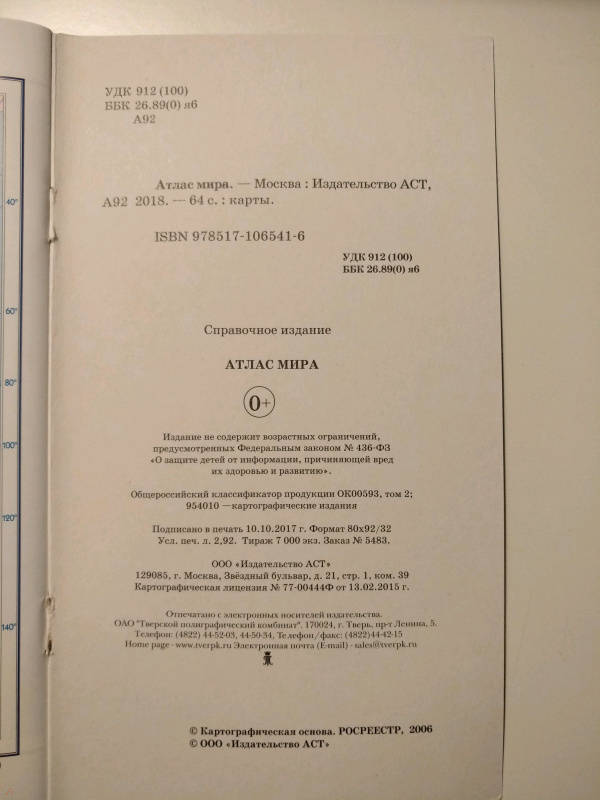 УДК 912 (100)
ББК 26.89(0) я6
А92
Атлас мира. — Москва : Издательство АСТ,
А92 2018. — 64 с. : карты.
ISBN 978517-106541-6
УДК 912 (100)
ББК 26.89(0) я6
Справочное издание
АТЛАС МИРА
0+
Издание не содержит возрастных ограничений,
предусмотренных Федеральным законом № 436-ФЗ
«О защите детей от информации, причиняющей вред
их здоровью и развитию».
Общероссийский классификатор продукции ОК00593, том 2;
954010 —картографические издания
Подписано в печать 10.10.2017 г. Формат 80х92/32
Усл. печ. л. 2,92. Тираж 7 000 экз. Заказ № 5483.
ООО «Издательство АСТ»
129085, г. Москва, Звёздный бульвар, д. 21, стр. 1, ком. 39
Картографическая лицензия № 77-00444Ф от 13.02.2015 г.
Отпечатано с электронных носителей издательства.
ОАО "Тверской полиграфический комбинат". 170024, г. Тверь, пр-т Ленина, 5.
Телефон: (4822) 44-52-03, 44-50-34, Телефон/факс: (4822)44-42-15
Home page - www.tverpk.ru Электронная почта (E-mail) - sales@tverpk.ru
© Картографическая основа. РОСРЕЕСТР, 2006
© ООО «Издательство АСТ»
40°
60°
80°
100°
120°
140°